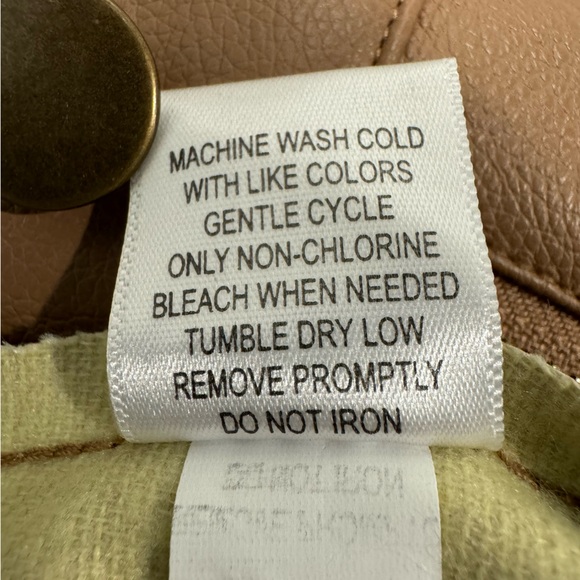 MACHINE WASH COLD
WITH LIKE COLORS
GENTLE CYCLE
ONLY NON-CHLORINE
BLEACH WHEN NEEDED
TUMBLE DRY LOW
REMOVE PROMPTLY
DO NOT IRON